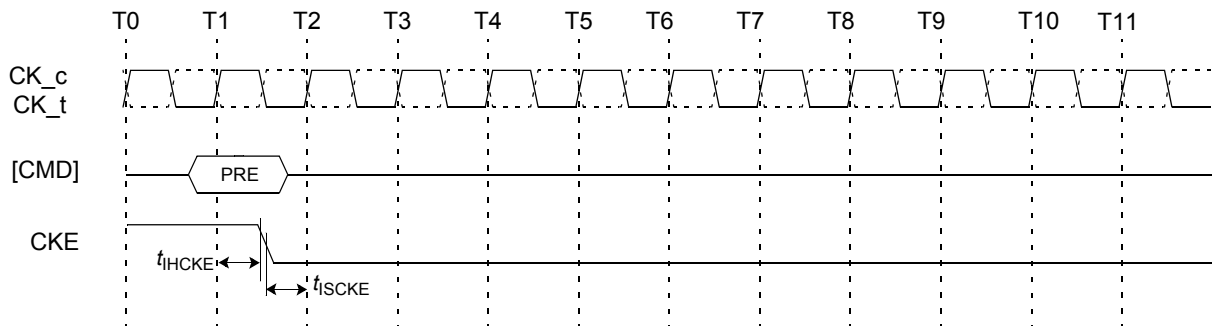 T0 T1 T2 T3 T4 T5 T6 T7 T8 T9 T10 T11
CK_c
CK_t
[CMD] PRE
CKE
tIHCKE
tISCKE